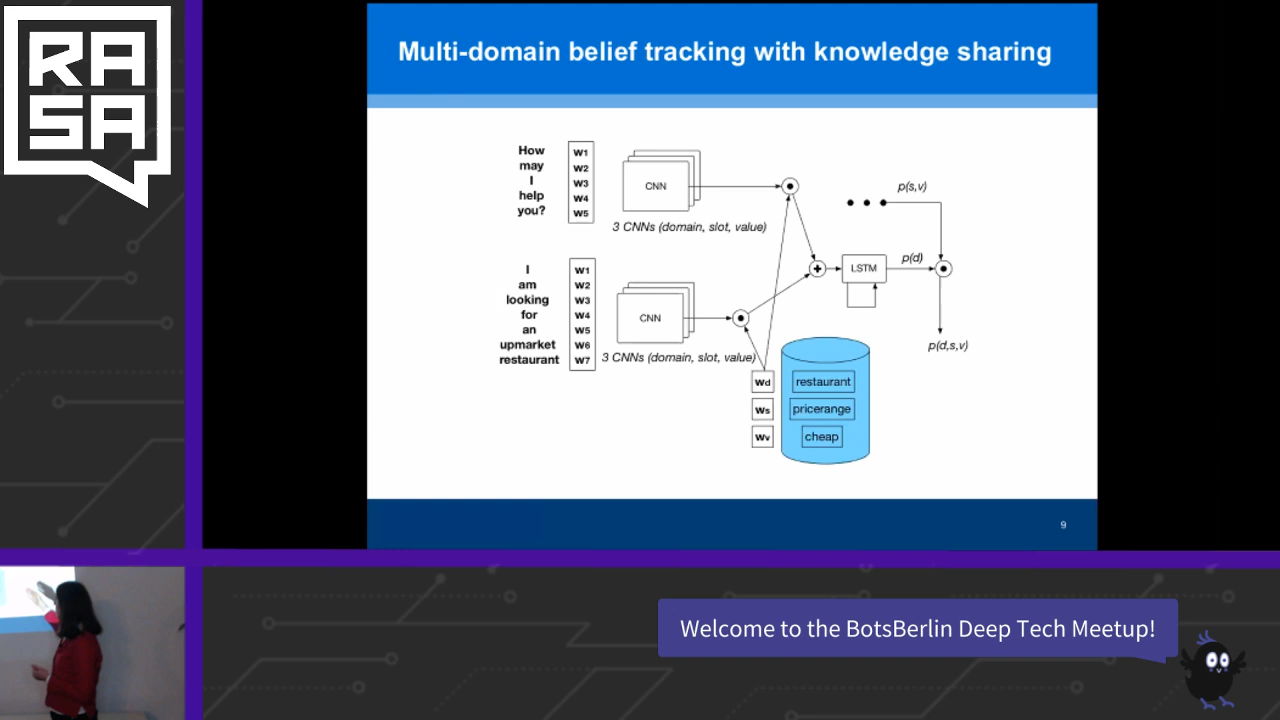 RASA
Multi-domain belief tracking with knowledge sharing
How
may
I
help
you?
w1
w2
w3
w4
w5
CNN
3 CNNs (domain, slot, value)
p(s,v)
I
am
looking
for
an
upmarket
restaurant
w1
w2
w3
w4
w5
w6
w7
CNN
3 CNNs (domain, slot, value)
LSTM
p(d)
p(d,s,v)
wd
ws
wv
restaurant
pricerange
cheap
9
Welcome to the BotsBerlin Deep Tech Meetup!